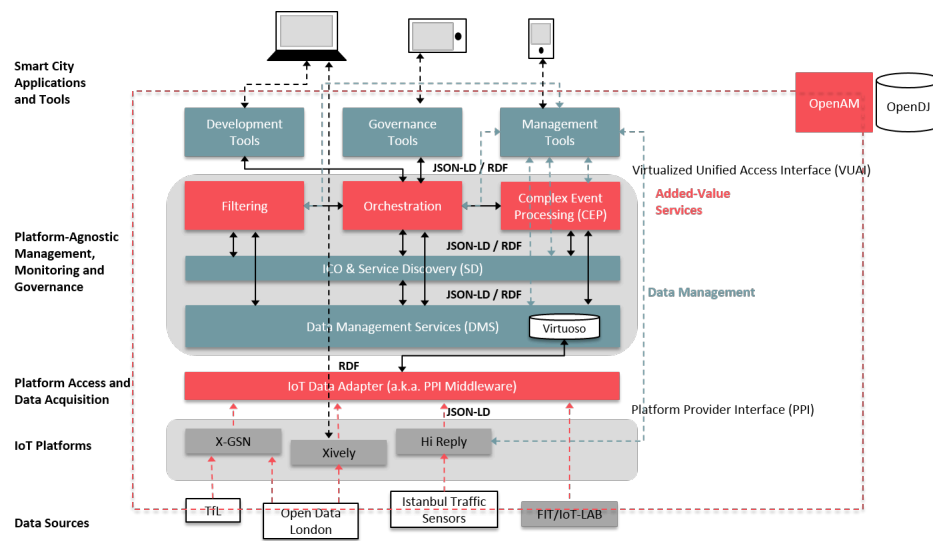 Smart City
Applications
and Tools
OpenAM
OpenDJ
Development
Tools
Governance
Tools
Management
Tools
JSON-LD / RDF
Virtualized Unified Access Interface (VUAI)
Added-Value
Services
Filtering
Orchestration
Complex Event
Processing (CEP)
Platform-Agnostic
Management,
Monitoring and
Governance
JSON-LD / RDF
ICO & Service Discovery (SD)
JSON-LD / RDF
Data Management
Data Management Services (DMS)
Virtuoso
RDF
Platform Access and
Data Acquisition
IoT Data Adapter (a.k.a. PPI Middleware)
JSON-LD
Platform Provider Interface (PPI)
IoT Platforms
X-GSN
Xively
Hi Reply
Data Sources
TfL
Open Data
London
Istanbul Traffic
Sensors
FIT/IoT-LAB